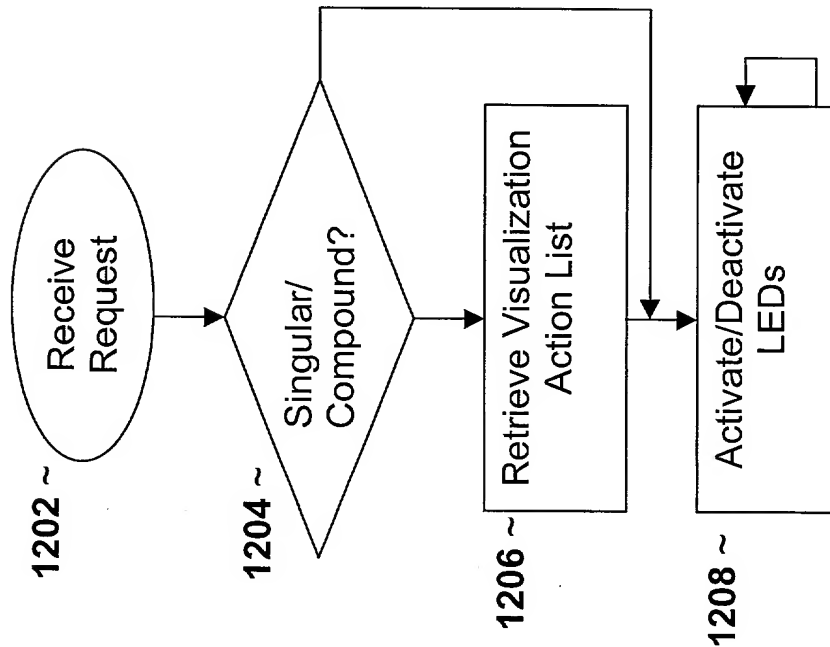 1202 ~
Receive
Request
1204 ~
Singular/
Compound?
1206 ~
Retrieve Visualization
Action List
1208 ~
Activate/Deactivate
LEDs